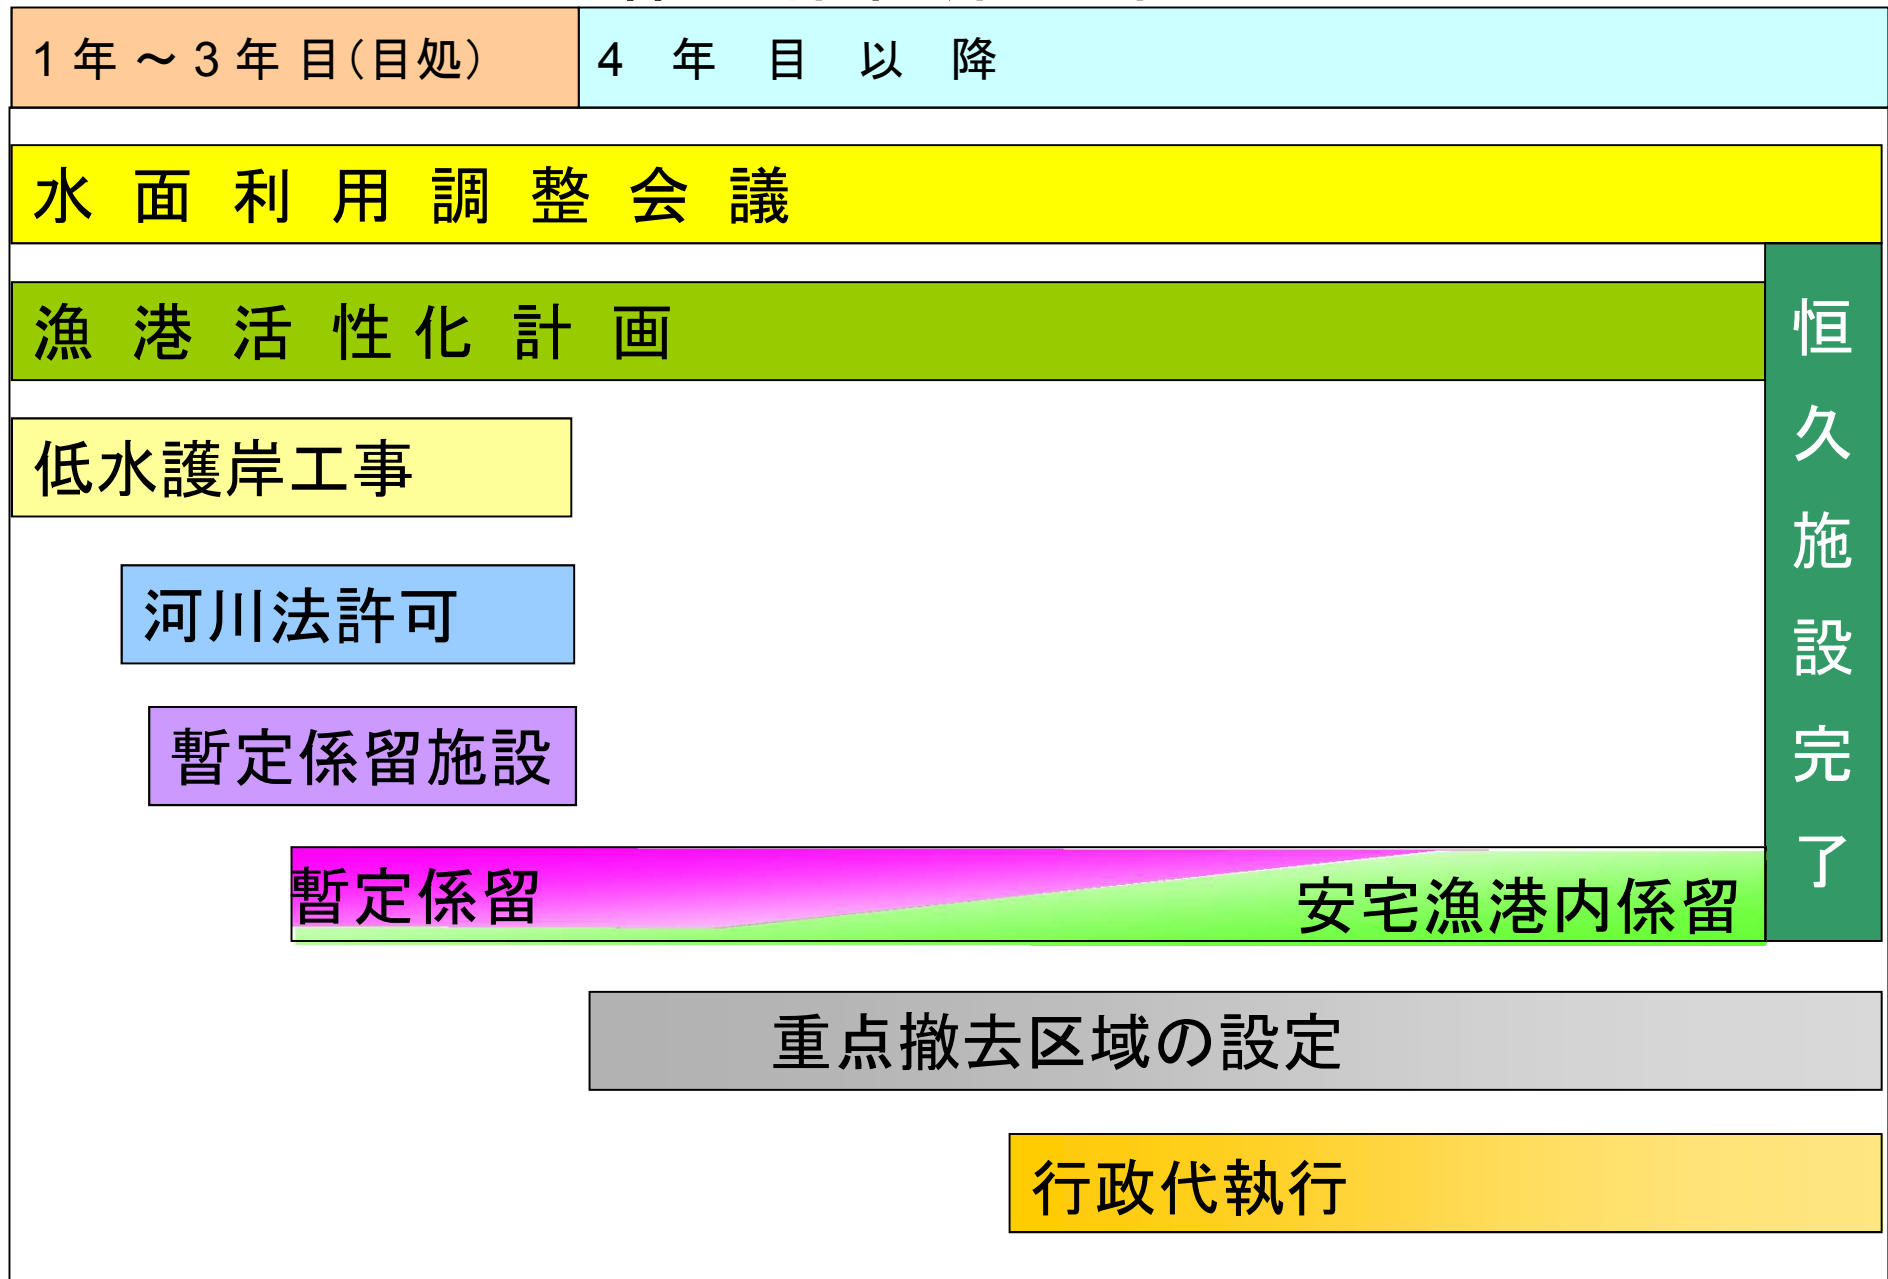 1年～3年目（目処）
4年目以降
水面利用調整会議
漁港活性化計画
恒久施設完了
低水護岸工事
河川法許可
暫定係留施設
暫定係留
安宅漁港内係留
重点撤去区域の設定
行政代執行